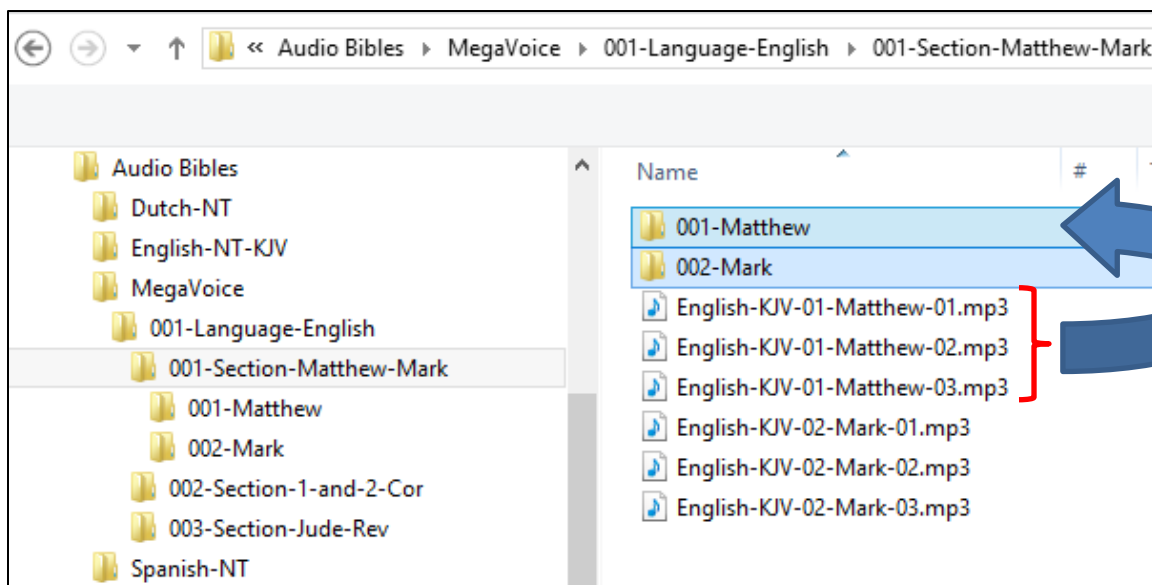 « Audio Bibles MegaVoice 001-Language-English 001-Section-Matthew-Mark
Audio Bibles
Dutch-NT
English-NT-KJV
MegaVoice
001-Language-English
001-Section-Matthew-Mark
001-Matthew
002-Mark
002-Section-1-and-2-Cor
003-Section-Jude-Rev
Spanish-NT
Name #
001-Matthew
002-Mark
English-KJV-01-Matthew-01.mp3
English-KJV-01-Matthew-02.mp3
English-KJV-01-Matthew-03.mp3
English-KJV-02-Mark-01.mp3
English-KJV-02-Mark-02.mp3
English-KJV-02-Mark-03.mp3